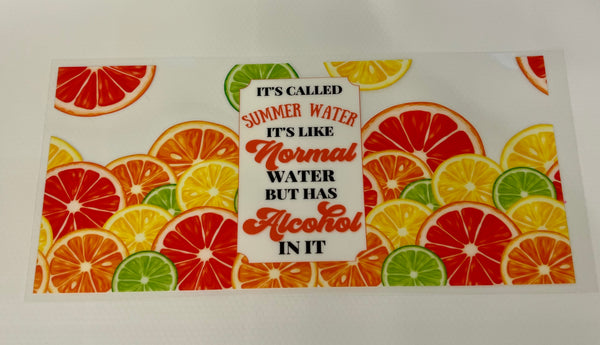 IT'S CALLED
SUMMER WATER
IT'S LIKE
Normal
WATER
BUT HAS
Alcohol
IN IT